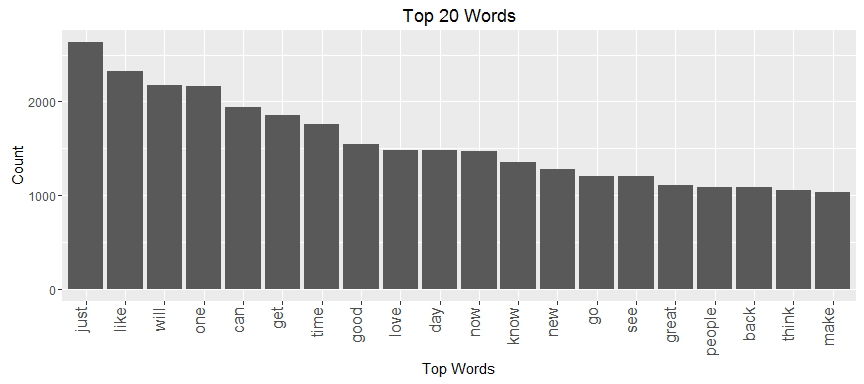 Top 20 Words
Count
2000
1000
0
just
like
will
one
can
get
time
good
love
day
now
know
new
go
see
great
people
back
think
make
Top Words